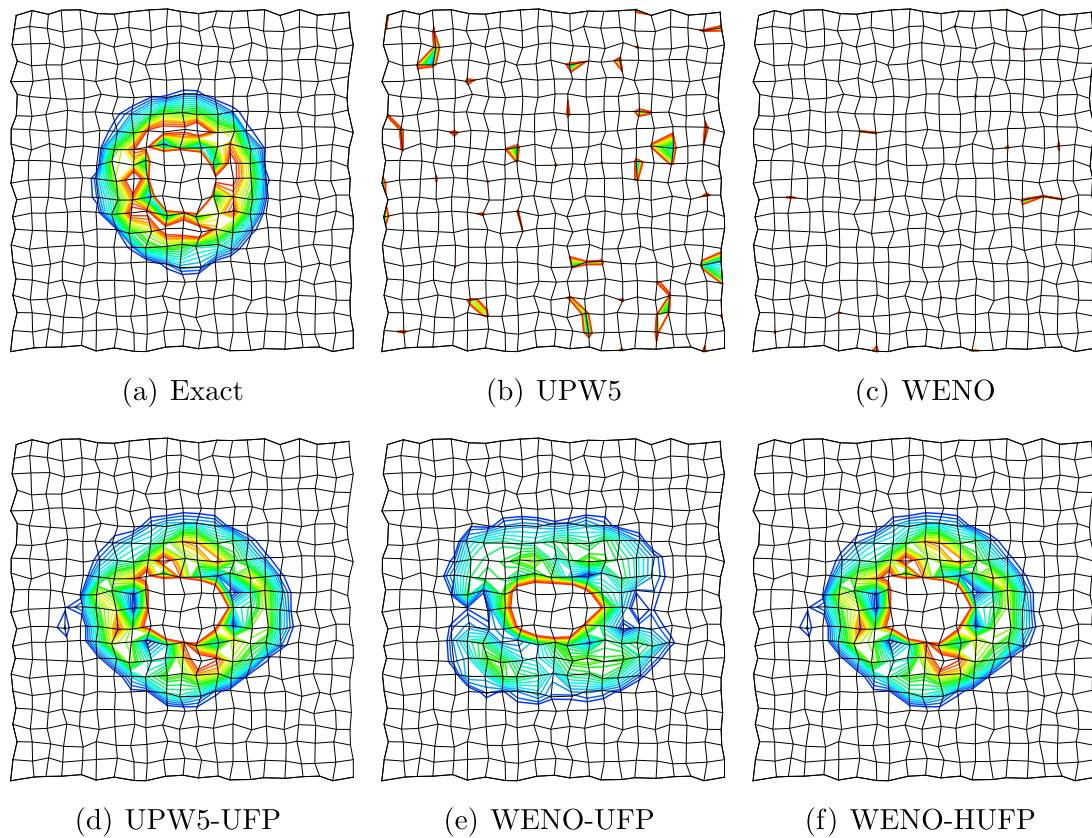 (a) Exact
(b) UPW5
(c) WENO
(d) UPW5-UFP
(e) WENO-UFP
(f) WENO-HUFP